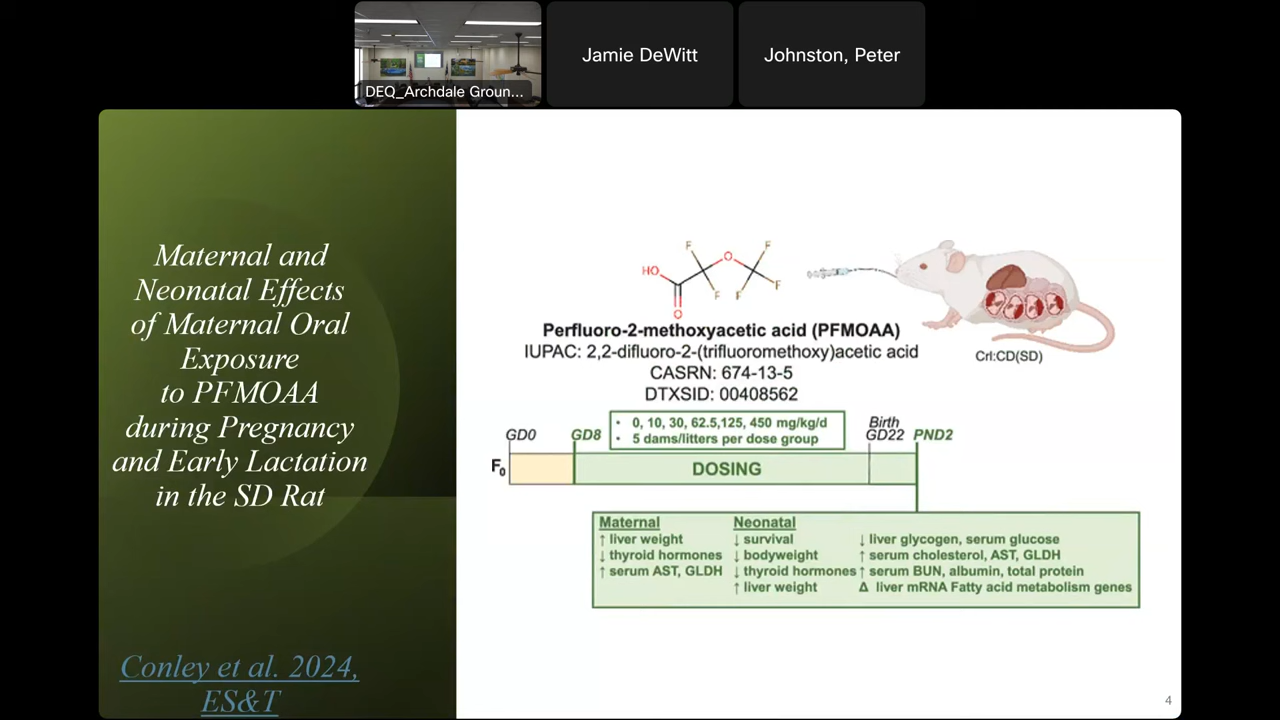 DEQ_Archdale Groun...
Jamie DeWitt
Johnston, Peter
Maternal and
Neonatal Effects
of Maternal Oral
Exposure
to PFMOAA
during Pregnancy
and Early Lactation
in the SD Rat
Conley et al. 2024,
ES&T
F
F
HO
O
O
F
F
F
Perfluoro-2-methoxyacetic acid (PFMOAA)
IUPAC: 2,2-difluoro-2-(trifluoromethoxy)acetic acid
CASRN: 674-13-5
DTXSID: 00408562
Crl:CD(SD)
• 0, 10, 30, 62.5,125, 450 mg/kg/d
• 5 dams/litters per dose group
GD0
GD8
Birth
GD22
PND2
F₀
DOSING
Maternal
↑ liver weight
↓ thyroid hormones
↑ serum AST, GLDH
Neonatal
↓ survival
↓ bodyweight
↓ thyroid hormones
↑ liver weight
↓ liver glycogen, serum glucose
↑ serum cholesterol, AST, GLDH
↑ serum BUN, albumin, total protein
Δ liver mRNA Fatty acid metabolism genes
4